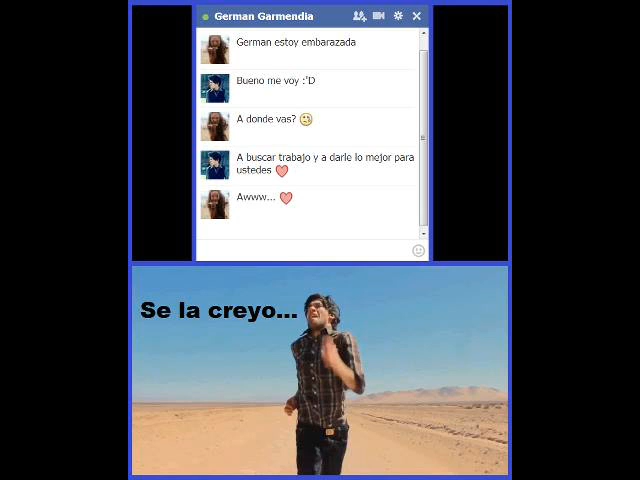 German Garmendia
German estoy embarazada
Bueno me voy :'D
A donde vas?
A buscar trabajo y a darle lo mejor para
ustedes
Awww...
Se la creyo...